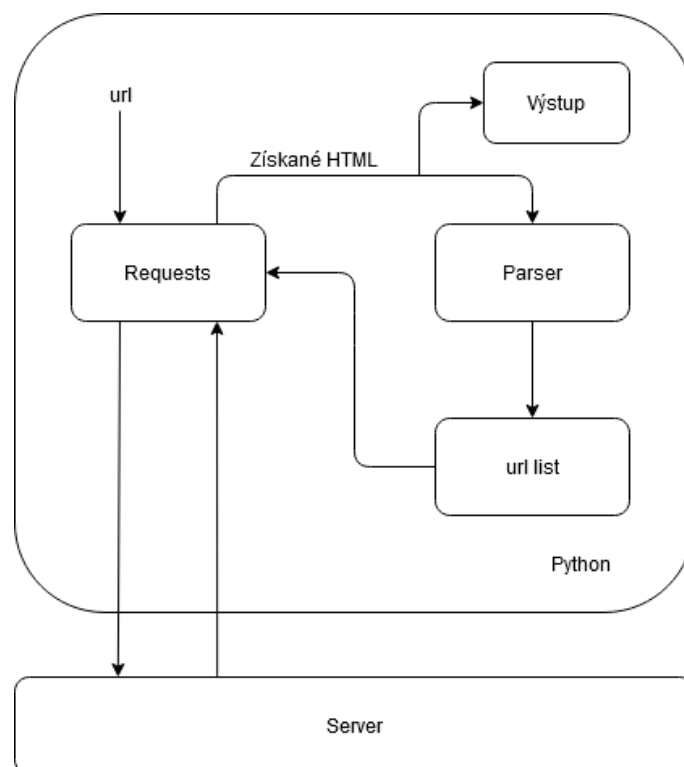 url
Výstup
Získané HTML
Requests
Parser
url list
Python
Server